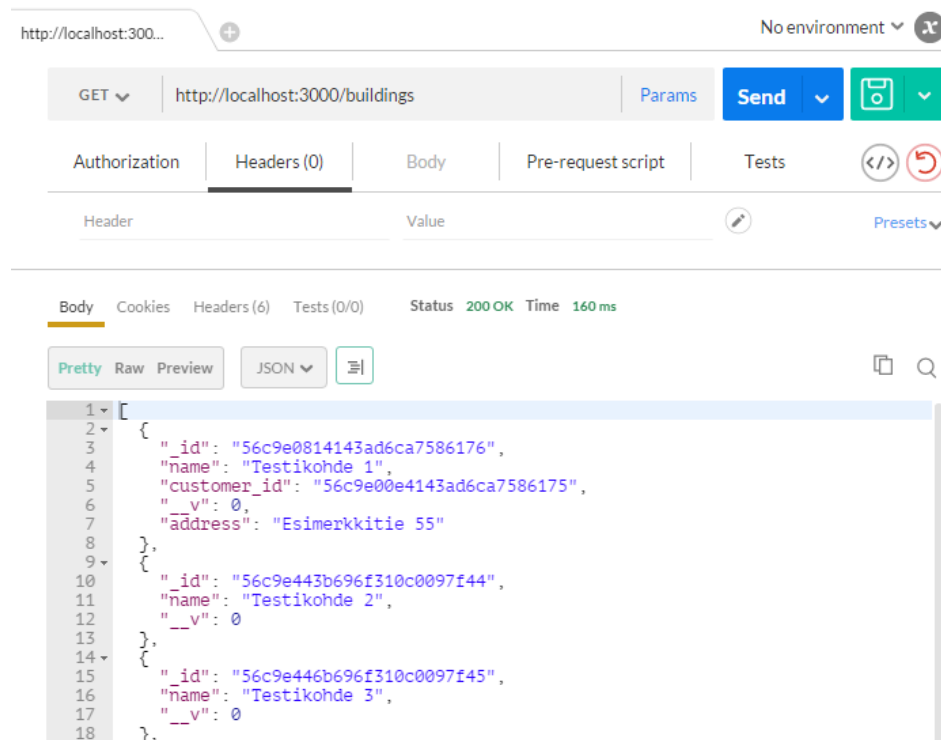 http://localhost:300...
No environment
GET http://localhost:3000/buildings Params Send
Authorization Headers (0) Body Pre-request script Tests
Header Value Presets
Body Cookies Headers (6) Tests (0/0) Status 200 OK Time 160 ms
Pretty Raw Preview JSON
1 [
2 {
3 "_id": "56c9e0814143ad6ca7586176",
4 "name": "Testikohde 1",
5 "customer_id": "56c9e00e4143ad6ca7586175",
6 "__v": 0,
7 "address": "Esimerkkitie 55"
8 },
9 {
10 "_id": "56c9e443b696f310c0097f44",
11 "name": "Testikohde 2",
12 "__v": 0
13 },
14 {
15 "_id": "56c9e446b696f310c0097f45",
16 "name": "Testikohde 3",
17 "__v": 0
18 },